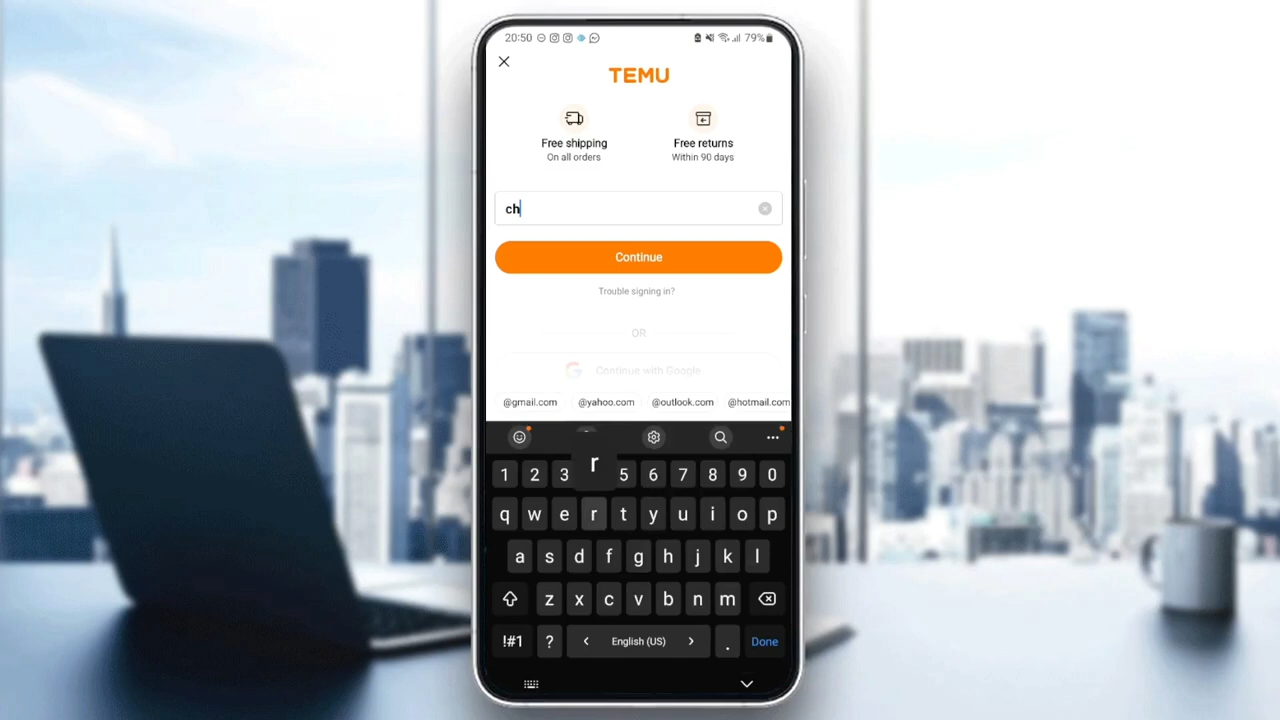 20:50 79%
TEMU
Free shipping Free returns
On all orders Within 90 days
ch
Continue
Trouble signing in?
OR
Continue with Google
@gmail.com @yahoo.com @outlook.com @hotmail.com
r
1 2 3 5 6 7 8 9 0
q w e r t y u i o p
a s d f g h j k l
z x c v b n m
!#1 ? < English (US) > . Done